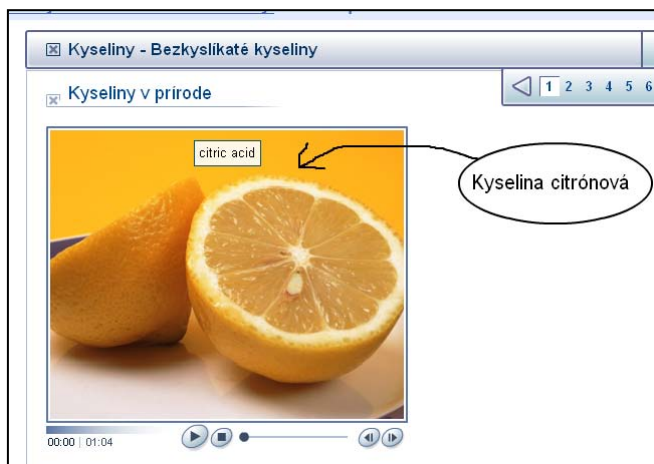 Kyseliny - Bezkyslíkaté kyseliny
Kyseliny v prírode
1 2 3 4 5 6
citric acid
Kyselina citrónová
00:00 | 01:04